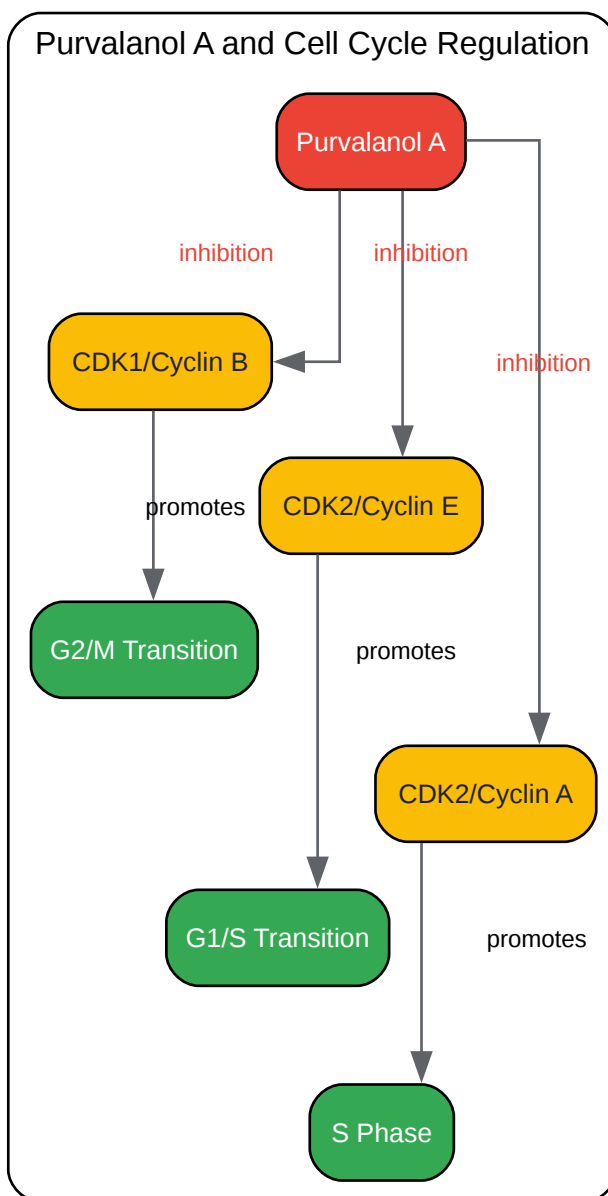 Purvalanol A and Cell Cycle Regulation
Purvalanol A
inhibition
inhibition
CDK1/Cyclin B
inhibition
promotes
CDK2/Cyclin E
G2/M Transition
promotes
CDK2/Cyclin A
G1/S Transition
promotes
S Phase